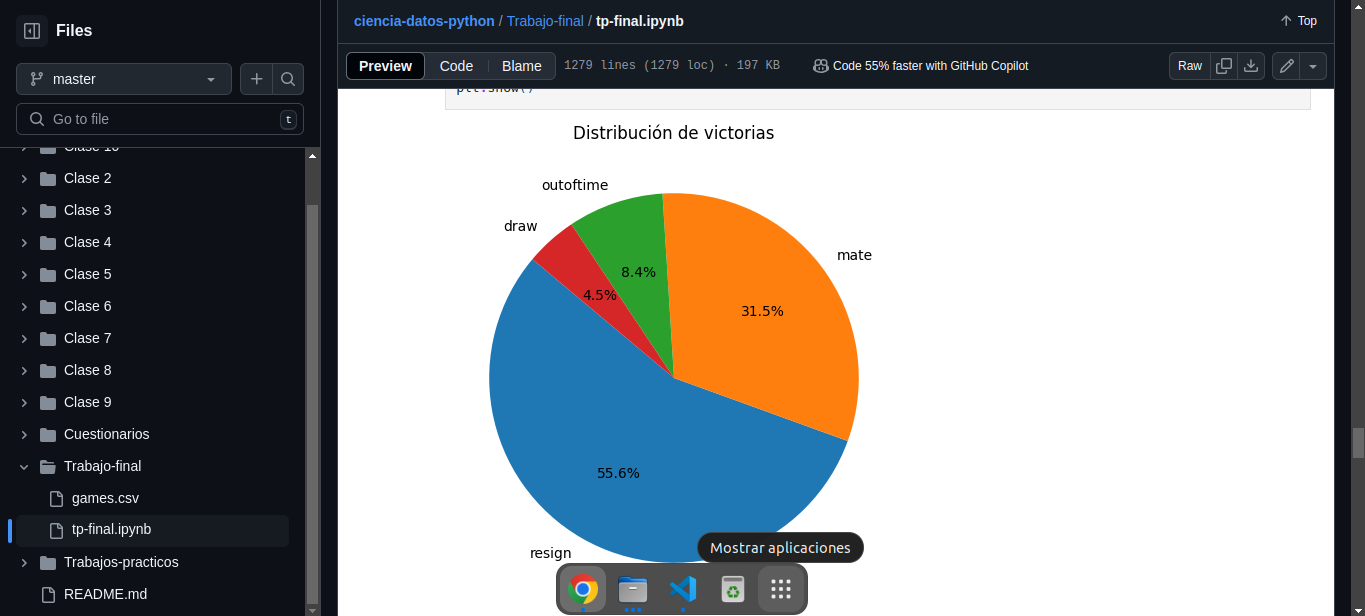 Files
master
Go to file
t
Clase 10
Clase 2
Clase 3
Clase 4
Clase 5
Clase 6
Clase 7
Clase 8
Clase 9
Cuestionarios
Trabajo-final
games.csv
tp-final.ipynb
Trabajos-practicos
README.md
ciencia-datos-python / Trabajo-final / tp-final.ipynb
Top
Preview Code Blame 1279 lines (1279 loc) · 197 KB Code 55% faster with GitHub Copilot Raw
plt.show()
Distribución de victorias
outoftime
draw
mate
8.4%
4.5%
31.5%
55.6%
resign
Mostrar aplicaciones